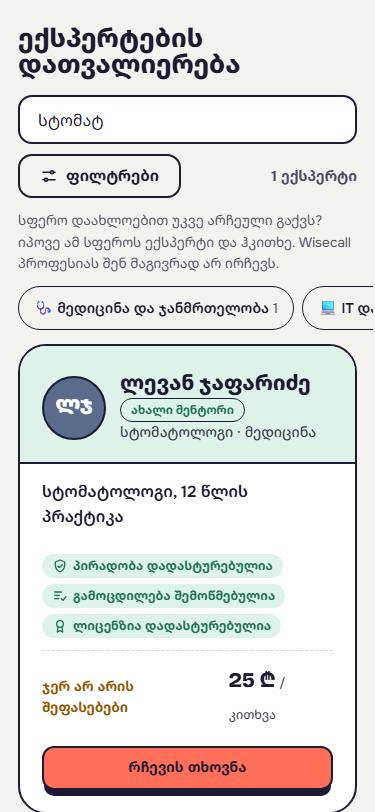 ექსპერტების
დათვალიერება
სტომატ
ფილტრები
1 ექსპერტი
სფერო დაახლოებით უკვე არჩეული გაქვს?
იპოვე ამ სფეროს ექსპერტი და ჰკითხე. Wisecall
პროფესიას შენ მაგივრად არ ირჩევს.
მედიცინა და ჯანმრთელობა 1
IT
ლჯ
ლევან ჯაფარიძე
ახალი მენტორი
სტომატოლოგი · მედიცინა
სტომატოლოგი, 12 წლის
პრაქტიკა
პირადობა დადასტურებულია
გამოცდილება შემოწმებულია
ლიცენზია დადასტურებულია
ჯერ არ არის
შეფასებები
25 ₾ /
კითხვა
რჩევის თხოვნა